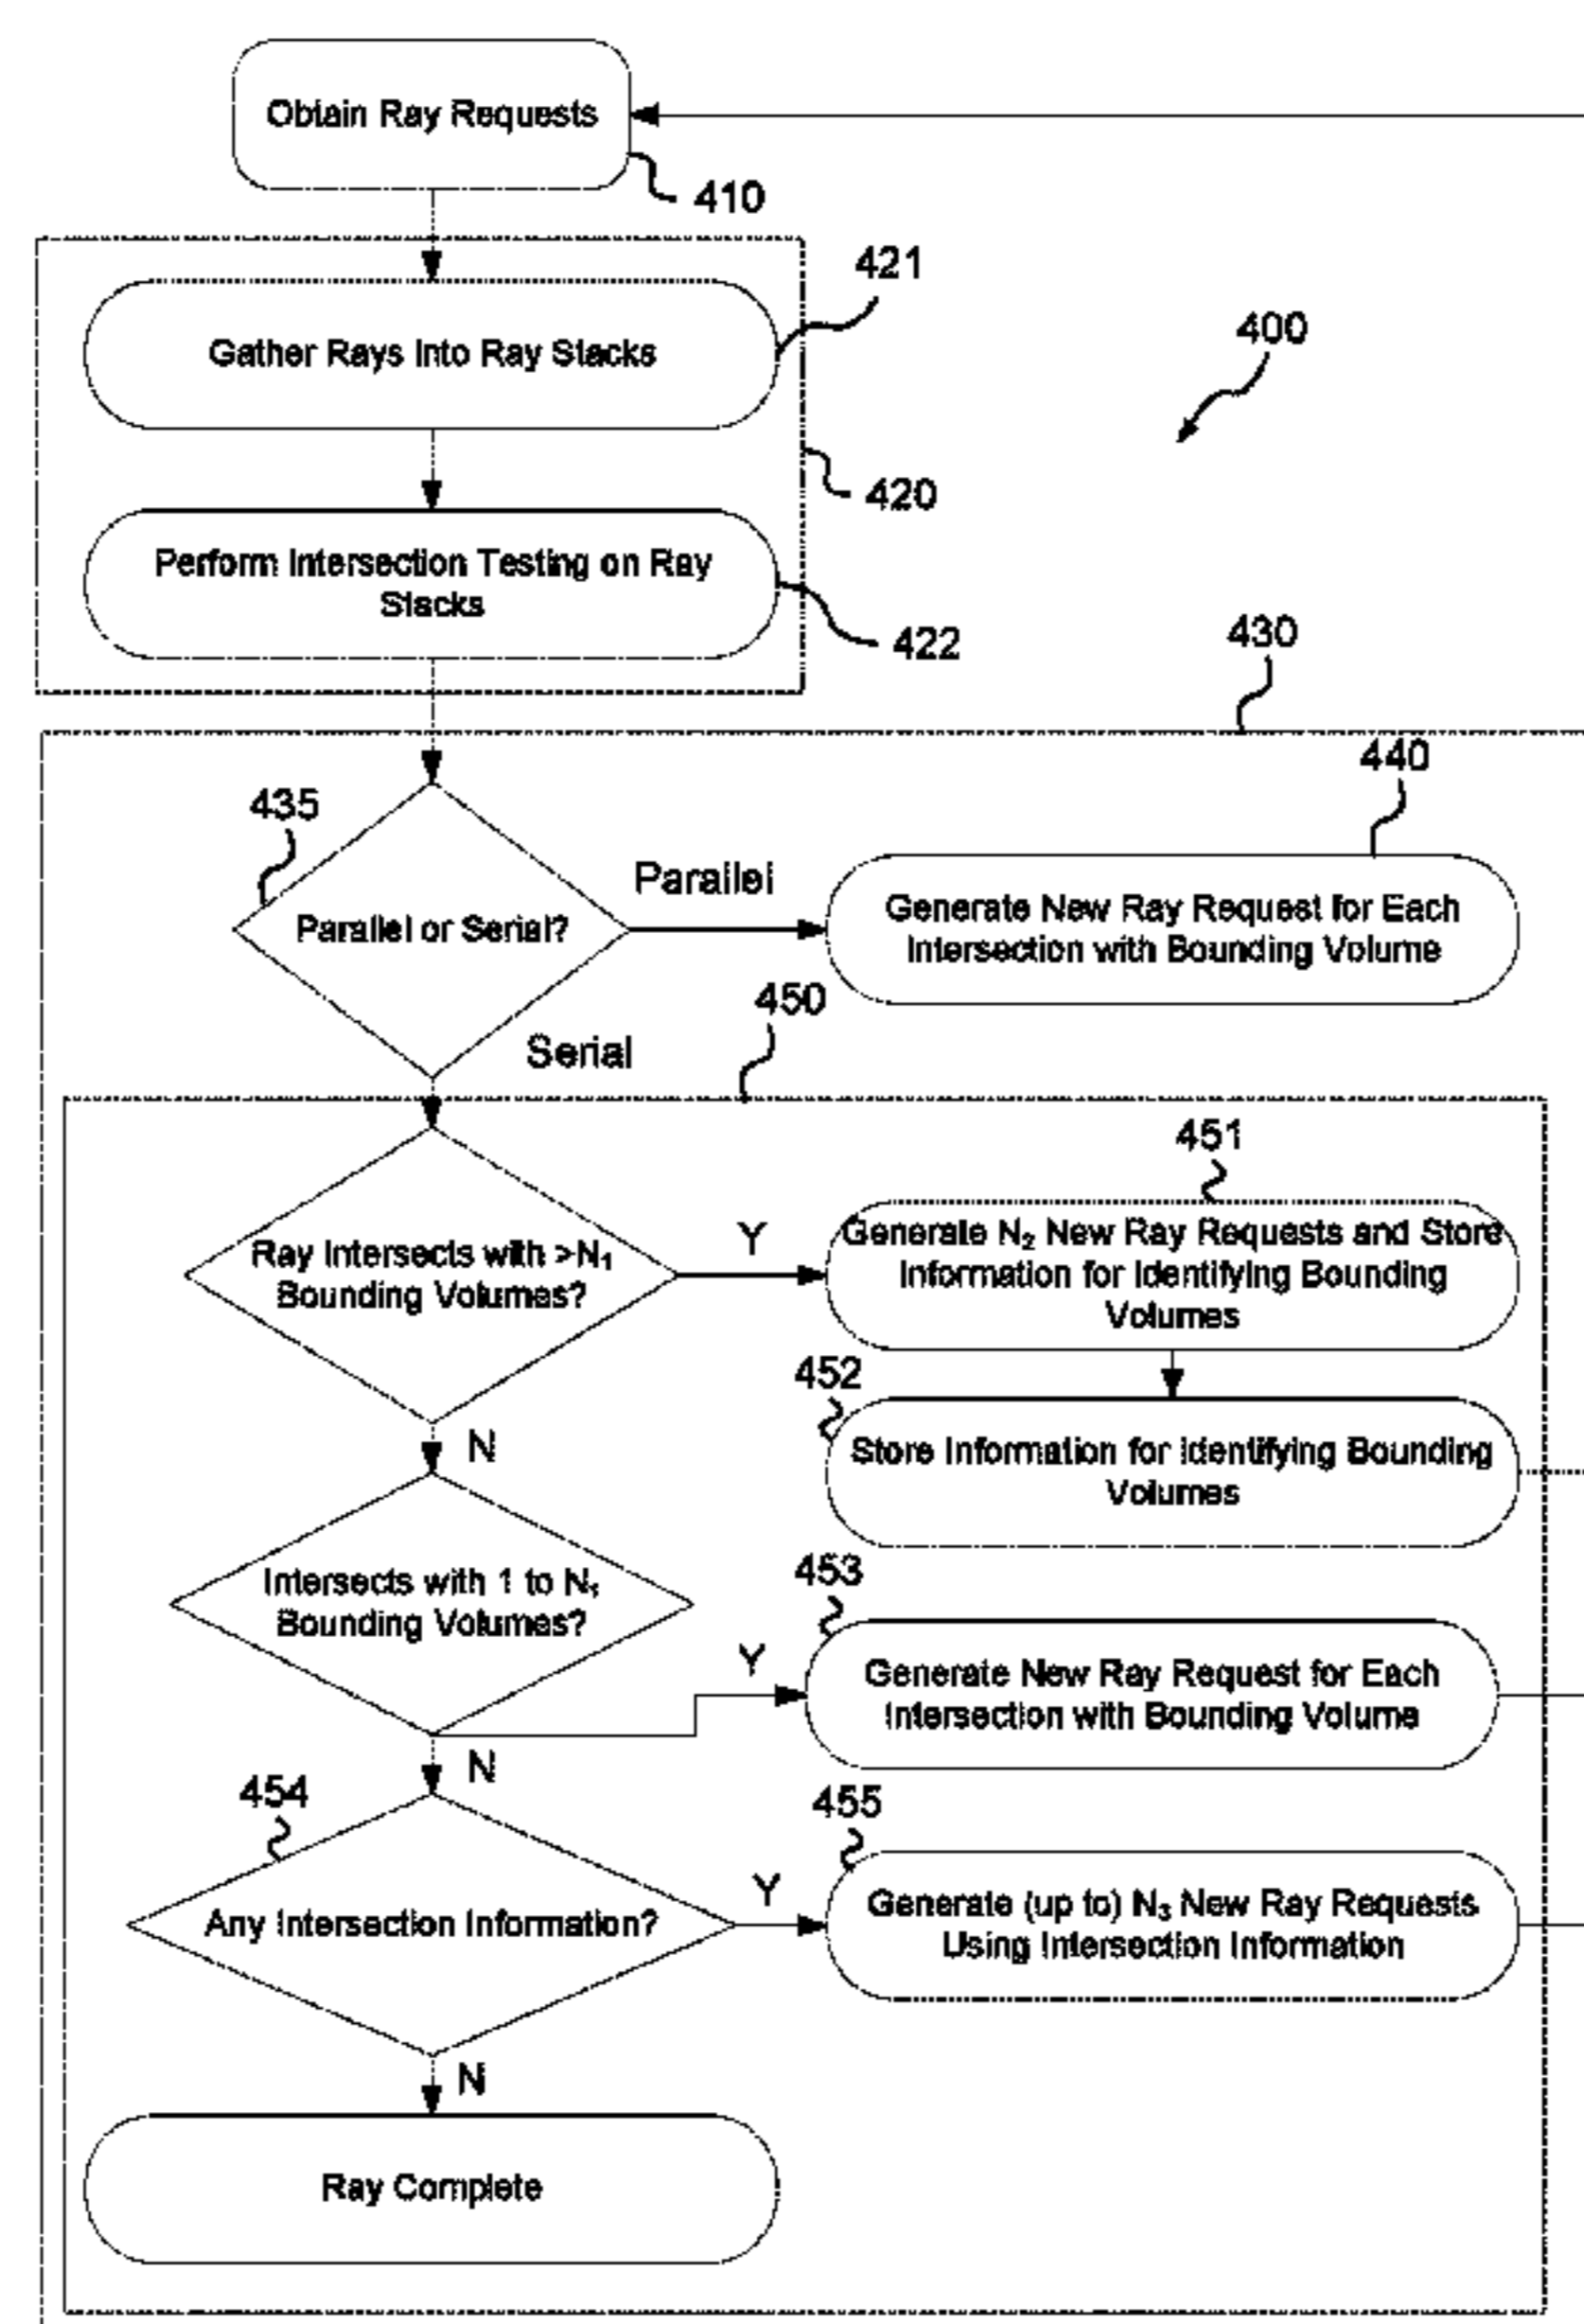 Obtain Ray Requests
410
421
Gather Rays Into Ray Stacks
400
420
Perform Intersection Testing on Ray
Stacks
422
430
440
435
Parallel
Generate New Ray Request for Each
Intersection with Bounding Volume
Parallel or Serial?
450
Serial
451
Ray Intersects with >N₁
Bounding Volumes?
Y
Generate N₂ New Ray Requests and Store
Information for Identifying Bounding
Volumes
452
N
Store Information for Identifying Bounding
Volumes
Intersects with 1 to N₁
Bounding Volumes?
453
Y
Generate New Ray Request for Each
Intersection with Bounding Volume
N
454
455
Any Intersection Information?
Y
Generate (up to) N₃ New Ray Requests
Using Intersection Information
N
Ray Complete